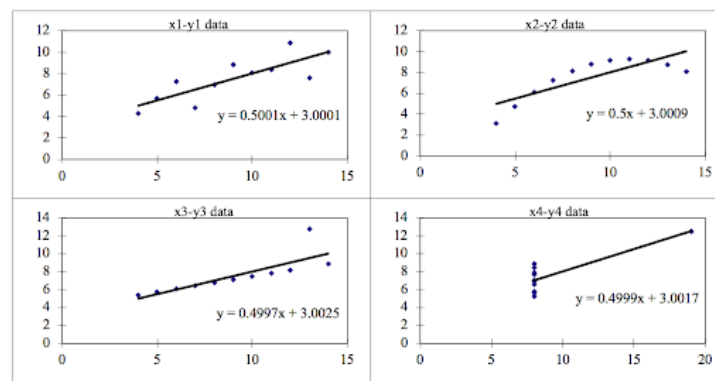 x1-y1 data
12
10
8
6
4
2
0
y = 0.5001x + 3.0001
0 5 10 15
x2-y2 data
12
10
8
6
4
2
0
y = 0.5x + 3.0009
0 5 10 15
x3-y3 data
14
12
10
8
6
4
2
0
y = 0.4997x + 3.0025
0 5 10 15
x4-y4 data
14
12
10
8
6
4
2
0
y = 0.4999x + 3.0017
0 5 10 15 20